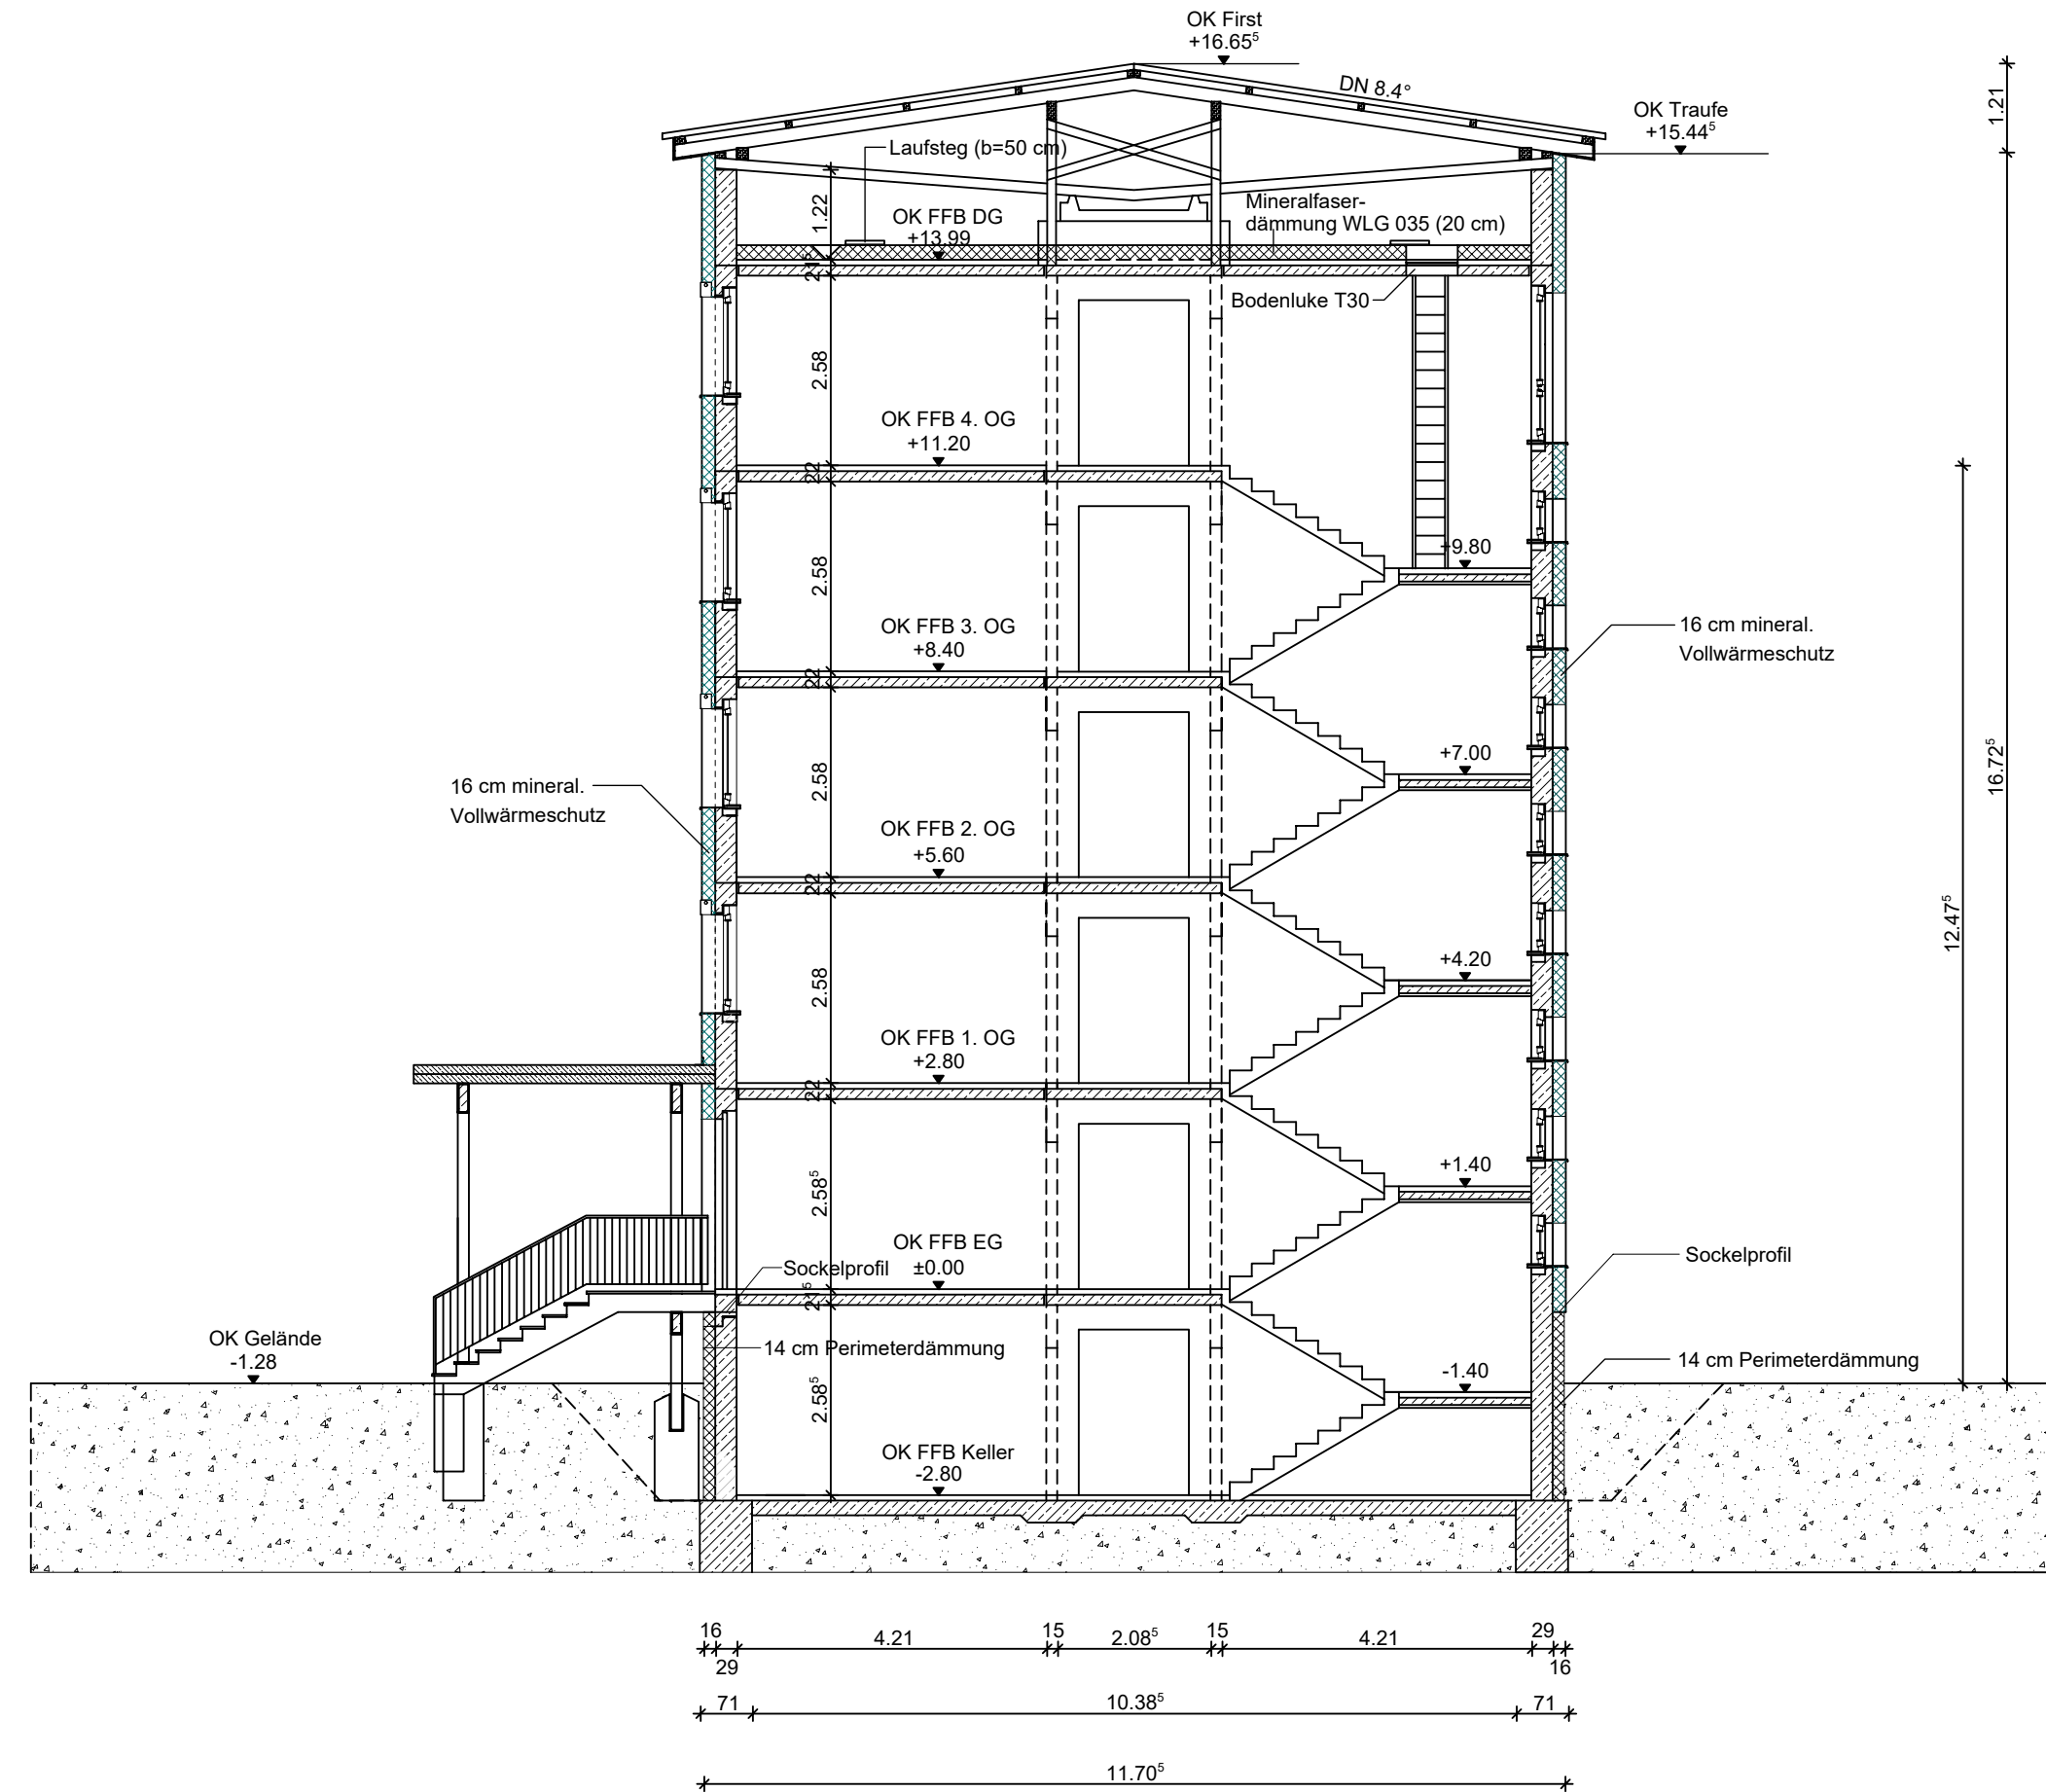 OK First
+16.65⁵
DN 8.4°
1.21
OK Traufe
+15.44⁵
Laufsteg (b=50 cm)
1.22
OK FFB DG
+13.99
Mineralfaser-
dämmung WLG 035 (20 cm)
21⁵
Bodenluke T30
2.58
OK FFB 4. OG
+11.20
22
+9.80
2.58
OK FFB 3. OG
+8.40
22
16 cm mineral.
Vollwärmeschutz
+7.00
2.58
16.72⁵
16 cm mineral.
Vollwärmeschutz
OK FFB 2. OG
+5.60
22
12.47⁵
+4.20
2.58
OK FFB 1. OG
+2.80
22
+1.40
2.58⁵
OK FFB EG
±0.00
Sockelprofil
Sockelprofil
21⁵
OK Gelände
-1.28
14 cm Perimeterdämmung
-1.40
14 cm Perimeterdämmung
2.58⁵
OK FFB Keller
-2.80
16
29
4.21
15
2.08⁵
15
4.21
29
16
71
10.38⁵
71
11.70⁵